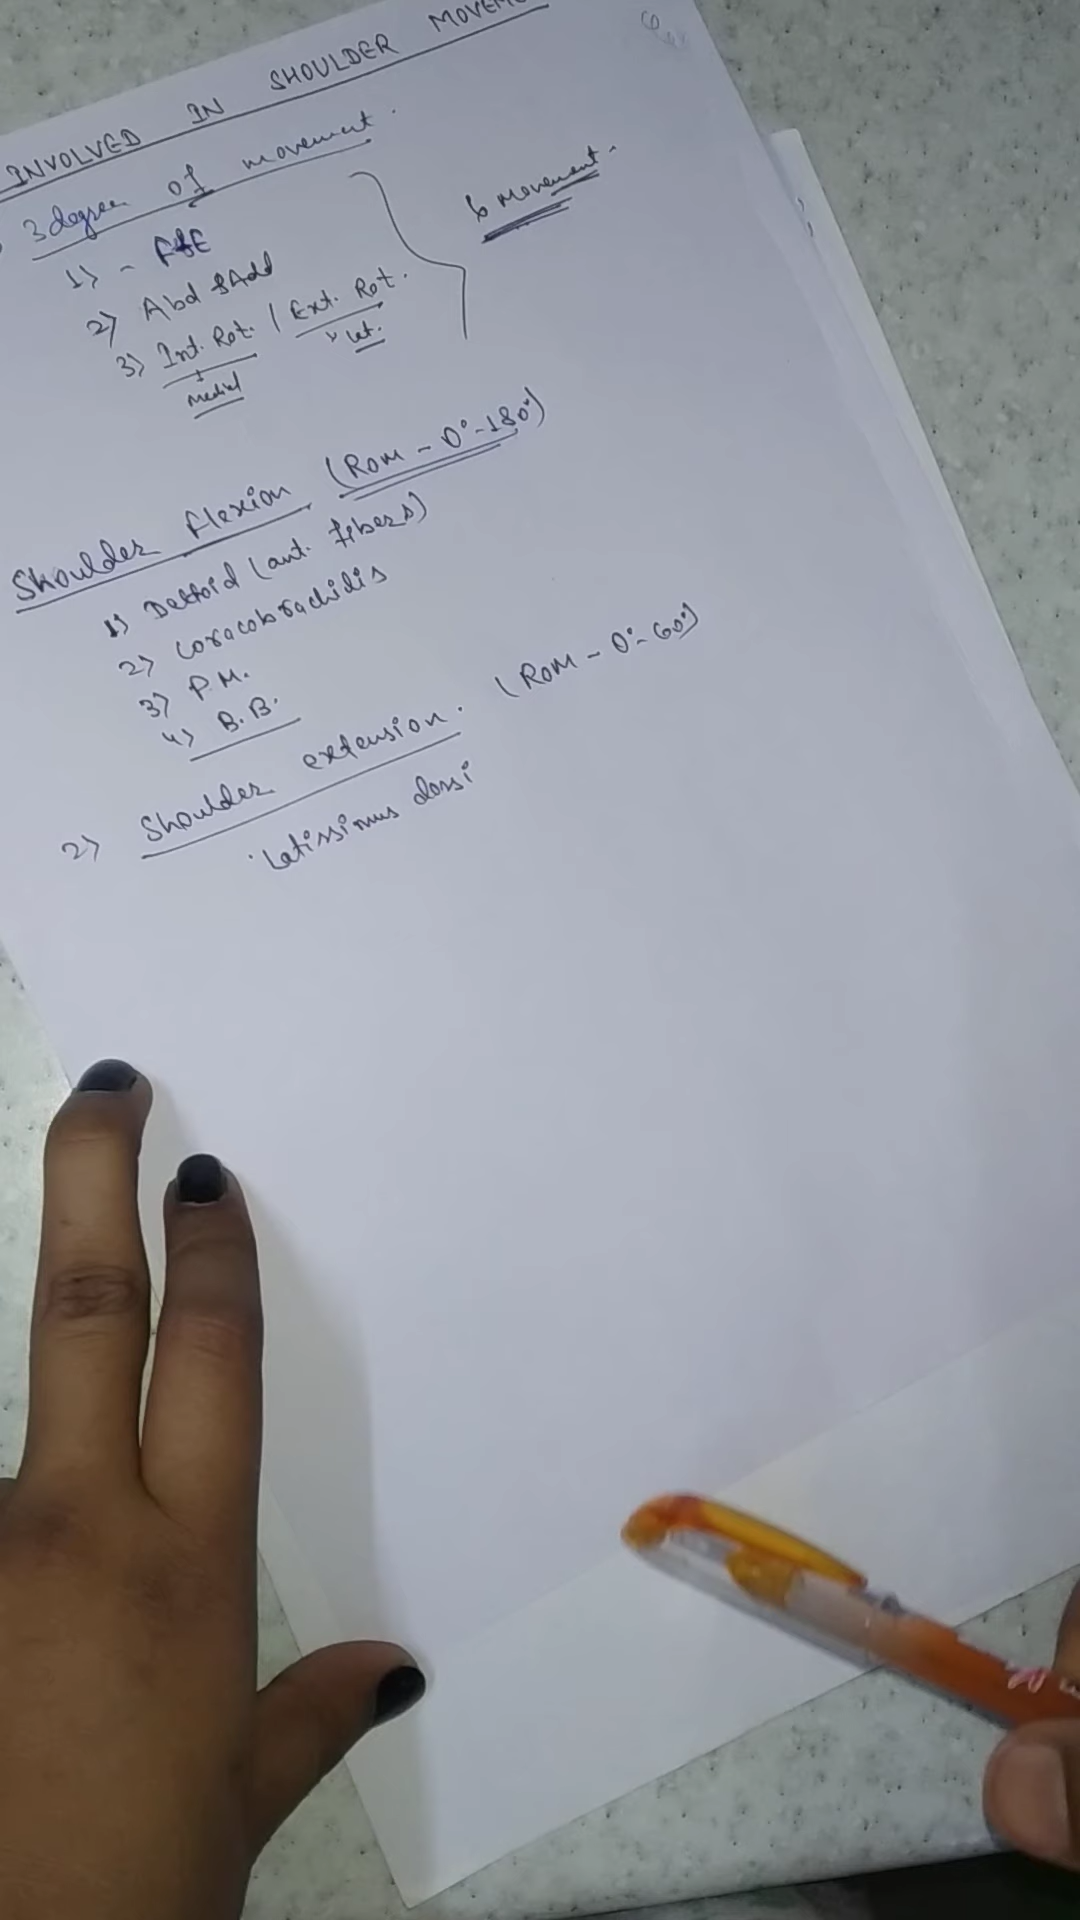 INVOLVED IN SHOULDER MOVEME
3 degree of movement.
6 movement.
1) - F&E
2) Abd & Add
3) Int. Rot. / Ext. Rot.
medial
Lat.
Shoulder flexion (ROM - 0°-180°)
1) Deltoid (ant. fibers)
2) Coracobrachilis
3) P.M.
4) B.B.
2) Shoulder extension. (ROM - 0°-60°)
Latissimus dorsi